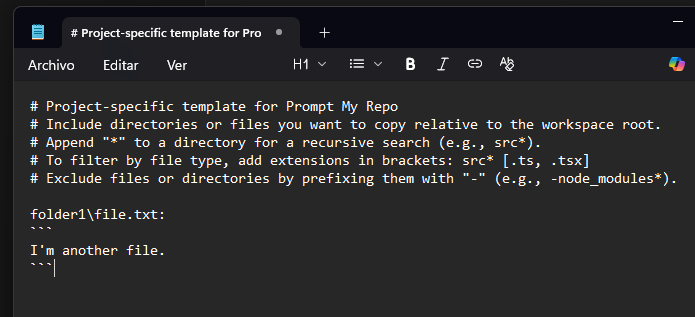 # Project-specific template for Pro
Archivo Editar Ver H1 B I
# Project-specific template for Prompt My Repo
# Include directories or files you want to copy relative to the workspace root.
# Append "*" to a directory for a recursive search (e.g., src*).
# To filter by file type, add extensions in brackets: src* [.ts, .tsx]
# Exclude files or directories by prefixing them with "-" (e.g., -node_modules*).
folder1\file.txt:
```
I'm another file.
```